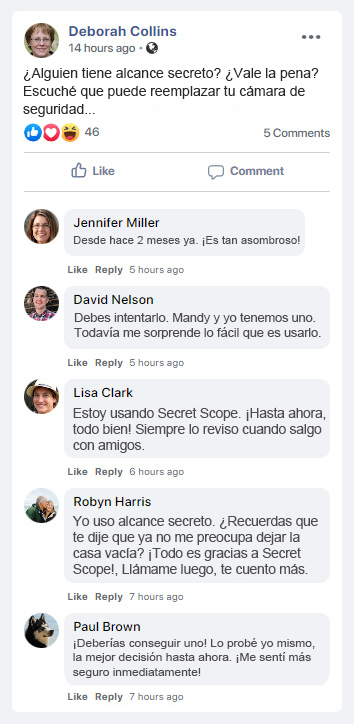 Deborah Collins
14 hours ago ·
¿Alguien tiene alcance secreto? ¿Vale la pena?
Escuché que puede reemplazar tu cámara de
seguridad...
46
5 Comments
Like
Comment
Jennifer Miller
Desde hace 2 meses ya. ¡Es tan asombroso!
Like Reply 5 hours ago
David Nelson
Debes intentarlo. Mandy y yo tenemos uno.
Todavía me sorprende lo fácil que es usarlo.
Like Reply 5 hours ago
Lisa Clark
Estoy usando Secret Scope. ¡Hasta ahora,
todo bien! Siempre lo reviso cuando salgo
con amigos.
Like Reply 6 hours ago
Robyn Harris
Yo uso alcance secreto. ¿Recuerdas que
te dije que ya no me preocupa dejar la
casa vacía? ¡Todo es gracias a Secret
Scope!, Llámame luego, te cuento más.
Like Reply 7 hours ago
Paul Brown
¡Deberías conseguir uno! Lo probé yo mismo,
la mejor decisión hasta ahora. ¡Me sentí más
seguro inmediatamente!
Like Reply 7 hours ago